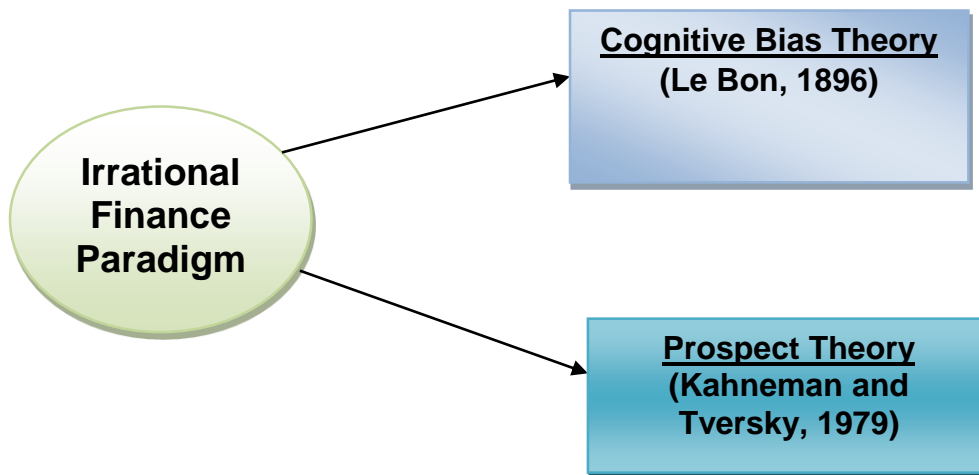 Cognitive Bias Theory
(Le Bon, 1896)
Irrational
Finance
Paradigm
Prospect Theory
(Kahneman and
Tversky, 1979)